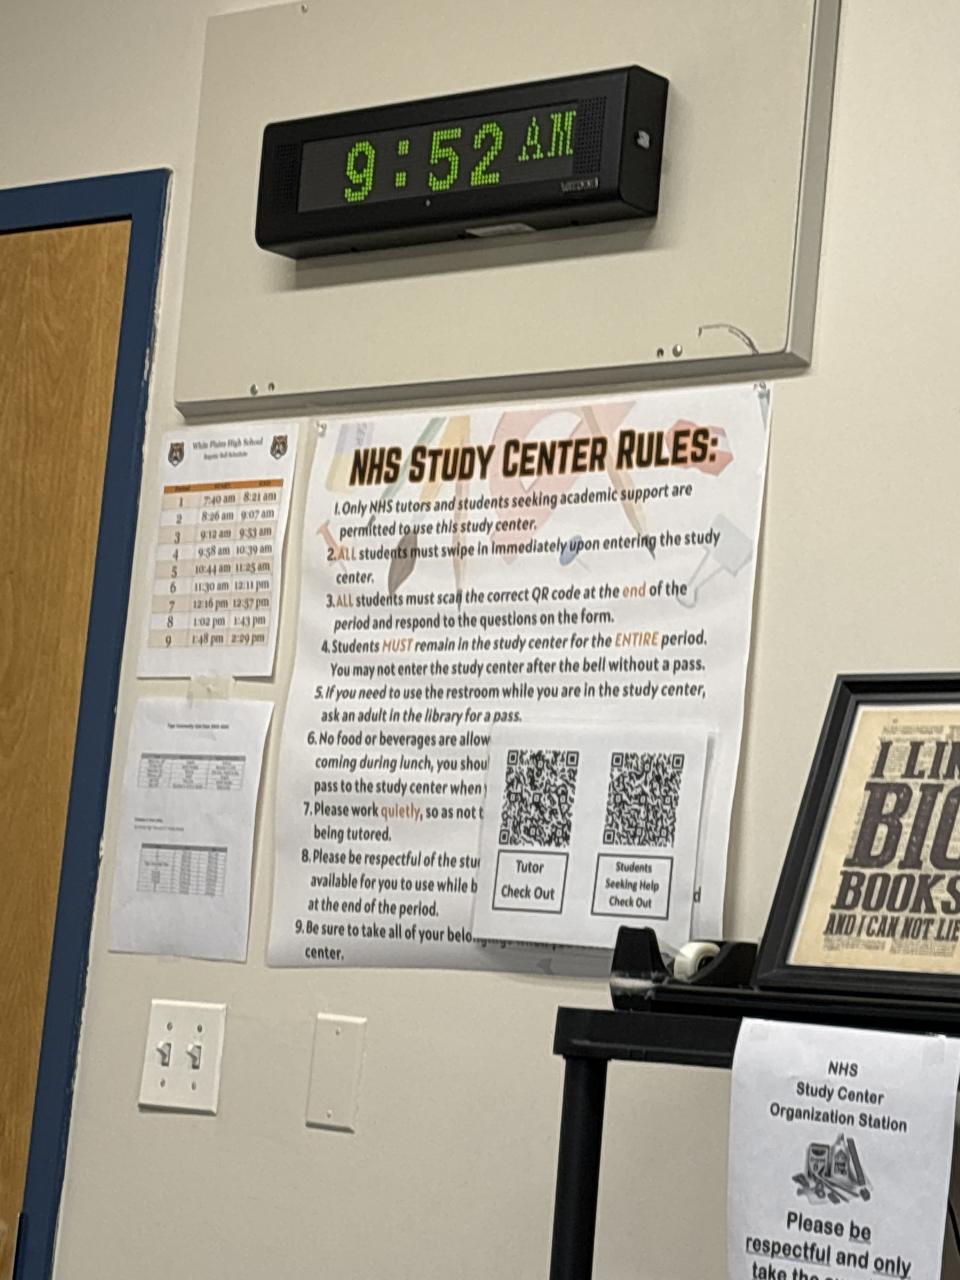 9:52 AM
White Plains High School
Regular Bell Schedule
1 7:40 am 8:21 am
2 8:26 am 9:07 am
3 9:12 am 9:53 am
4 9:58 am 10:39 am
5 10:44 am 11:25 am
6 11:30 am 12:11 pm
7 12:16 pm 12:57 pm
8 1:02 pm 1:43 pm
9 1:48 pm 2:29 pm
NHS STUDY CENTER RULES:
1. Only NHS tutors and students seeking academic support are
permitted to use this study center.
2. ALL students must swipe in immediately upon entering the study
center.
3. ALL students must scan the correct QR code at the end of the
period and respond to the questions on the form.
4. Students MUST remain in the study center for the ENTIRE period.
You may not enter the study center after the bell without a pass.
5. If you need to use the restroom while you are in the study center,
ask an adult in the library for a pass.
6. No food or beverages are allow
coming during lunch, you shou
pass to the study center when
7. Please work quietly, so as not t
being tutored.
8. Please be respectful of the stu
available for you to use while b
at the end of the period.
9. Be sure to take all of your belo
center.
Tutor
Check Out
Students
Seeking Help
Check Out
d
I LI
BIG
BOOKS
AND I CAN NOT LIE
NHS
Study Center
Organization Station
Please be
respectful and only
take the